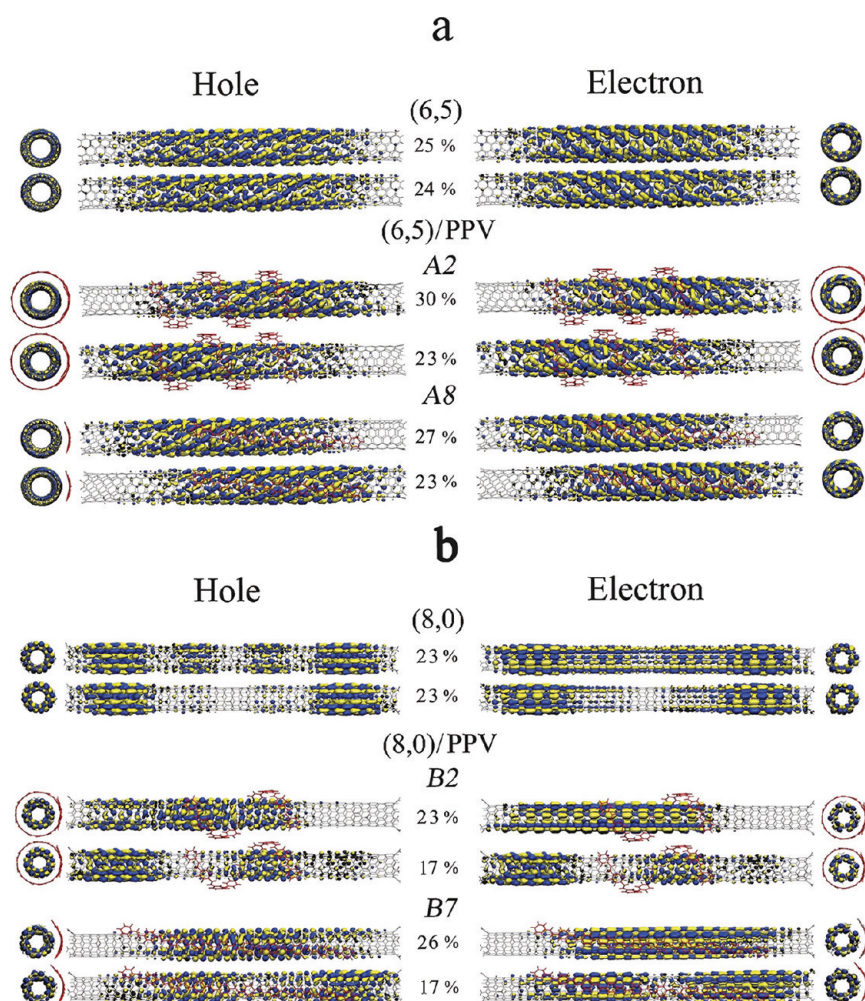 a
Hole Electron
(6,5)
25 %
24 %
(6,5)/PPV
A2
30 %
23 %
A8
27 %
23 %
b
Hole Electron
(8,0)
23 %
23 %
(8,0)/PPV
B2
23 %
17 %
B7
26 %
17 %